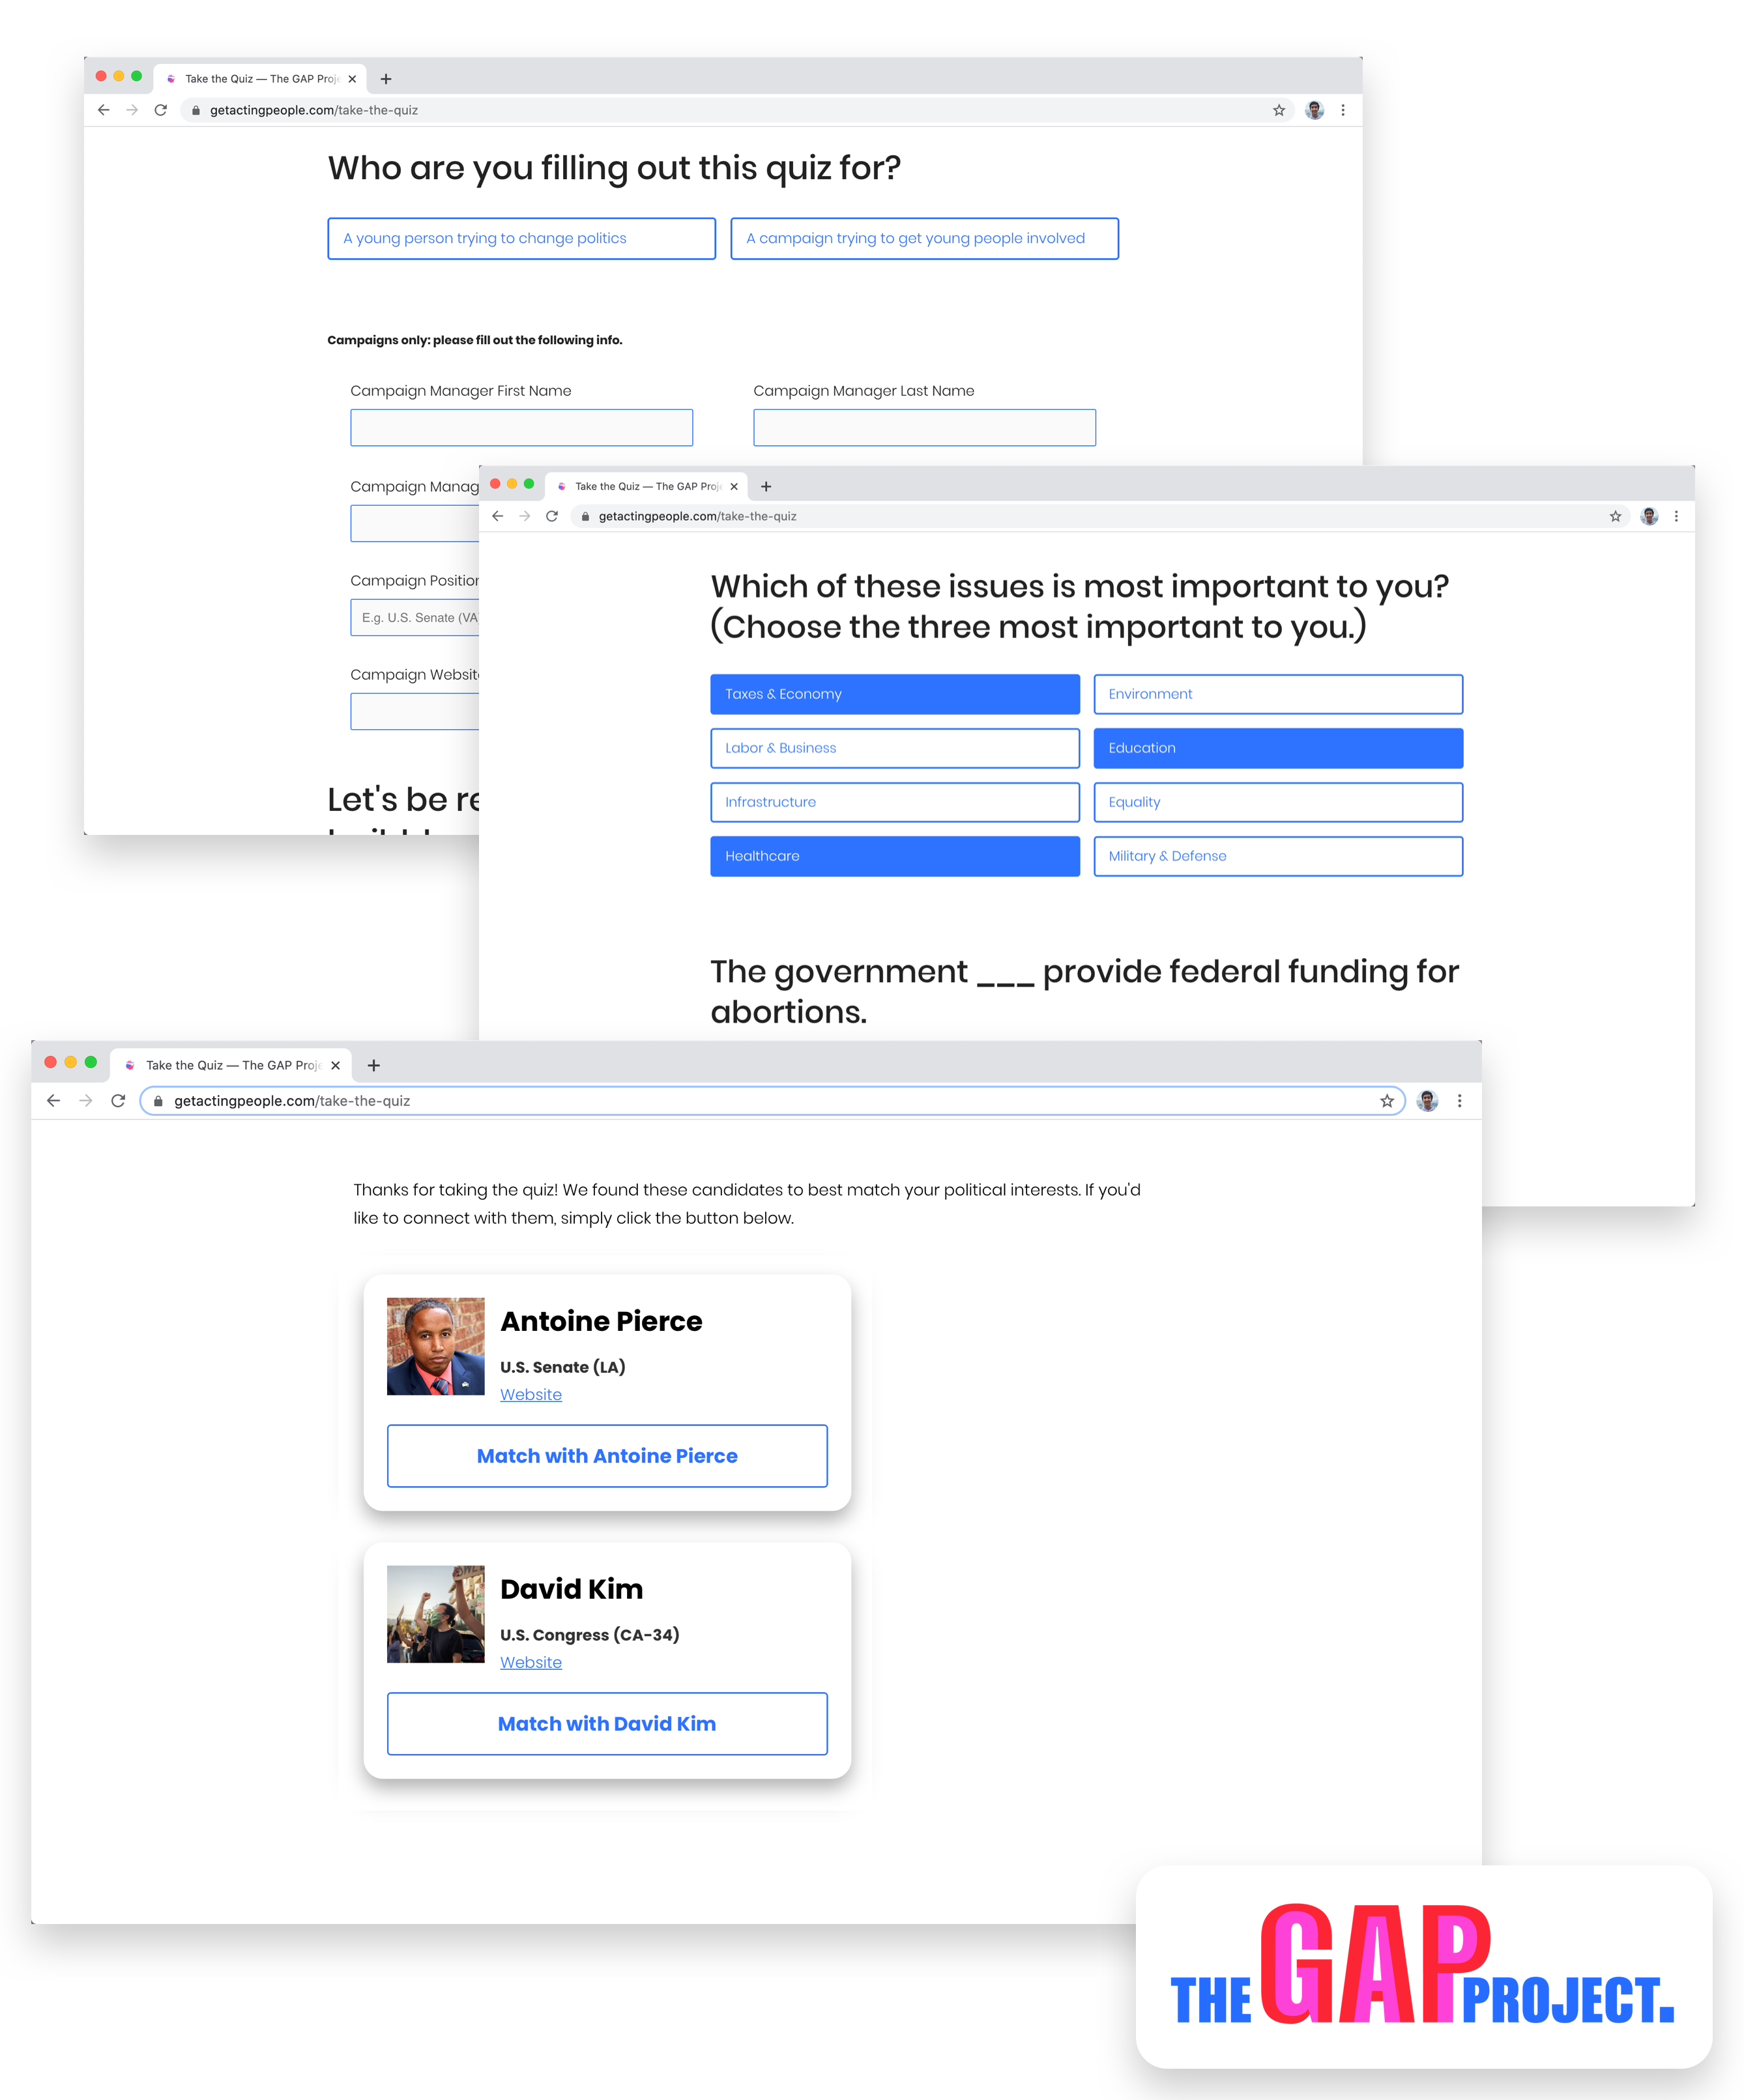 Take the Quiz — The GAP Proj
getactingpeople.com/take-the-quiz
Who are you filling out this quiz for?
A young person trying to change politics
A campaign trying to get young people involved
Campaigns only: please fill out the following info.
Campaign Manager First Name
Campaign Manager Last Name
Campaign Manag
Campaign Position
E.g. U.S. Senate (VA
Campaign Websit
Let's be re
Take the Quiz — The GAP Proj
getactingpeople.com/take-the-quiz
Which of these issues is most important to you?
(Choose the three most important to you.)
Taxes & Economy
Environment
Labor & Business
Education
Infrastructure
Equality
Healthcare
Military & Defense
The government ___ provide federal funding for
abortions.
Take the Quiz — The GAP Proje
getactingpeople.com/take-the-quiz
Thanks for taking the quiz! We found these candidates to best match your political interests. If you'd
like to connect with them, simply click the button below.
Antoine Pierce
U.S. Senate (LA)
Website
Match with Antoine Pierce
David Kim
U.S. Congress (CA-34)
Website
Match with David Kim
THE GAP PROJECT.